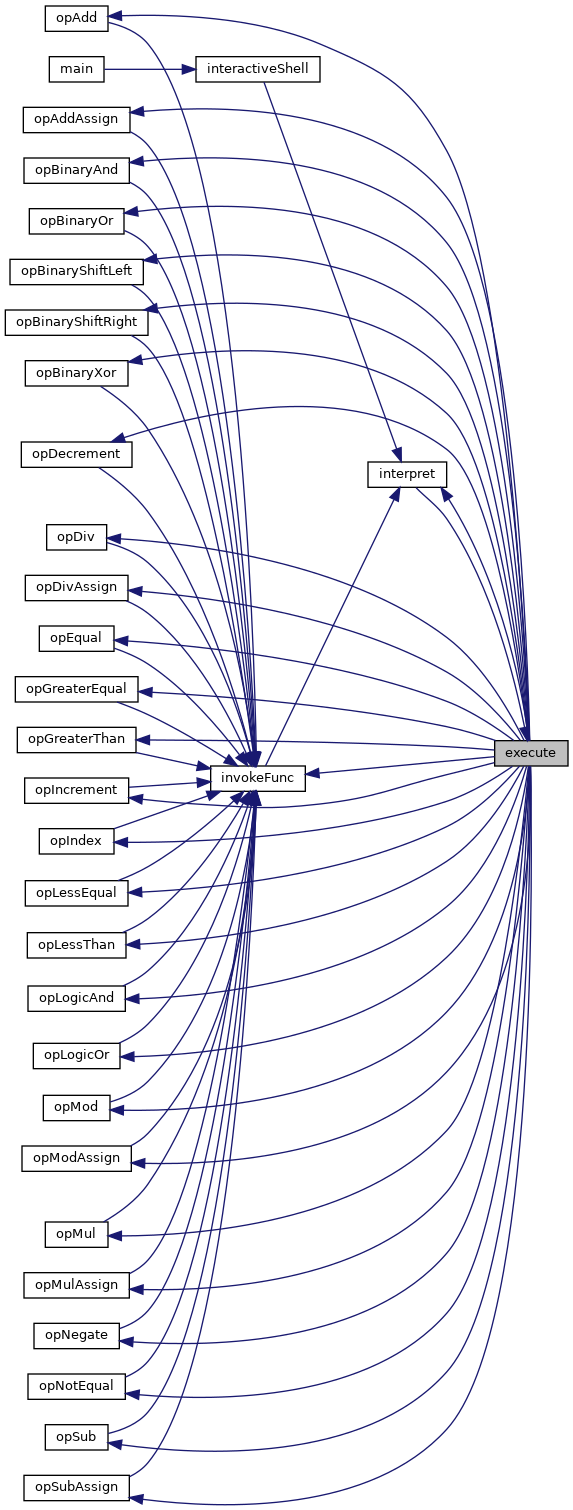 opAdd
main
interactiveShell
opAddAssign
opBinaryAnd
opBinaryOr
opBinaryShiftLeft
opBinaryShiftRight
opBinaryXor
opDecrement
interpret
opDiv
opDivAssign
opEqual
opGreaterEqual
opGreaterThan
execute
invokeFunc
opIncrement
opIndex
opLessEqual
opLessThan
opLogicAnd
opLogicOr
opMod
opModAssign
opMul
opMulAssign
opNegate
opNotEqual
opSub
opSubAssign